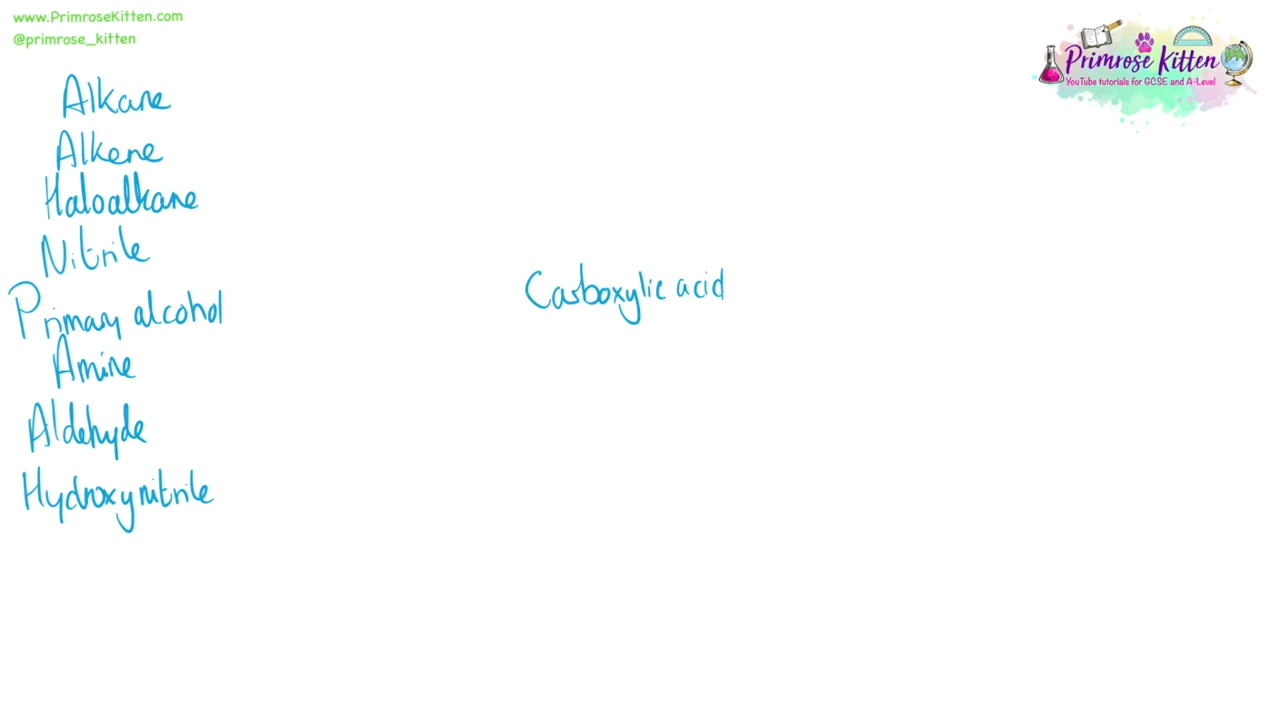 www.PrimroseKitten.com
@primrose_kitten
Primrose Kitten
YouTube tutorials for GCSE and A-Level
Alkane
Alkene
Haloalkane
Nitrile
Primary alcohol
Amine
Aldehyde
Hydroxynitrile
Carboxylic acid